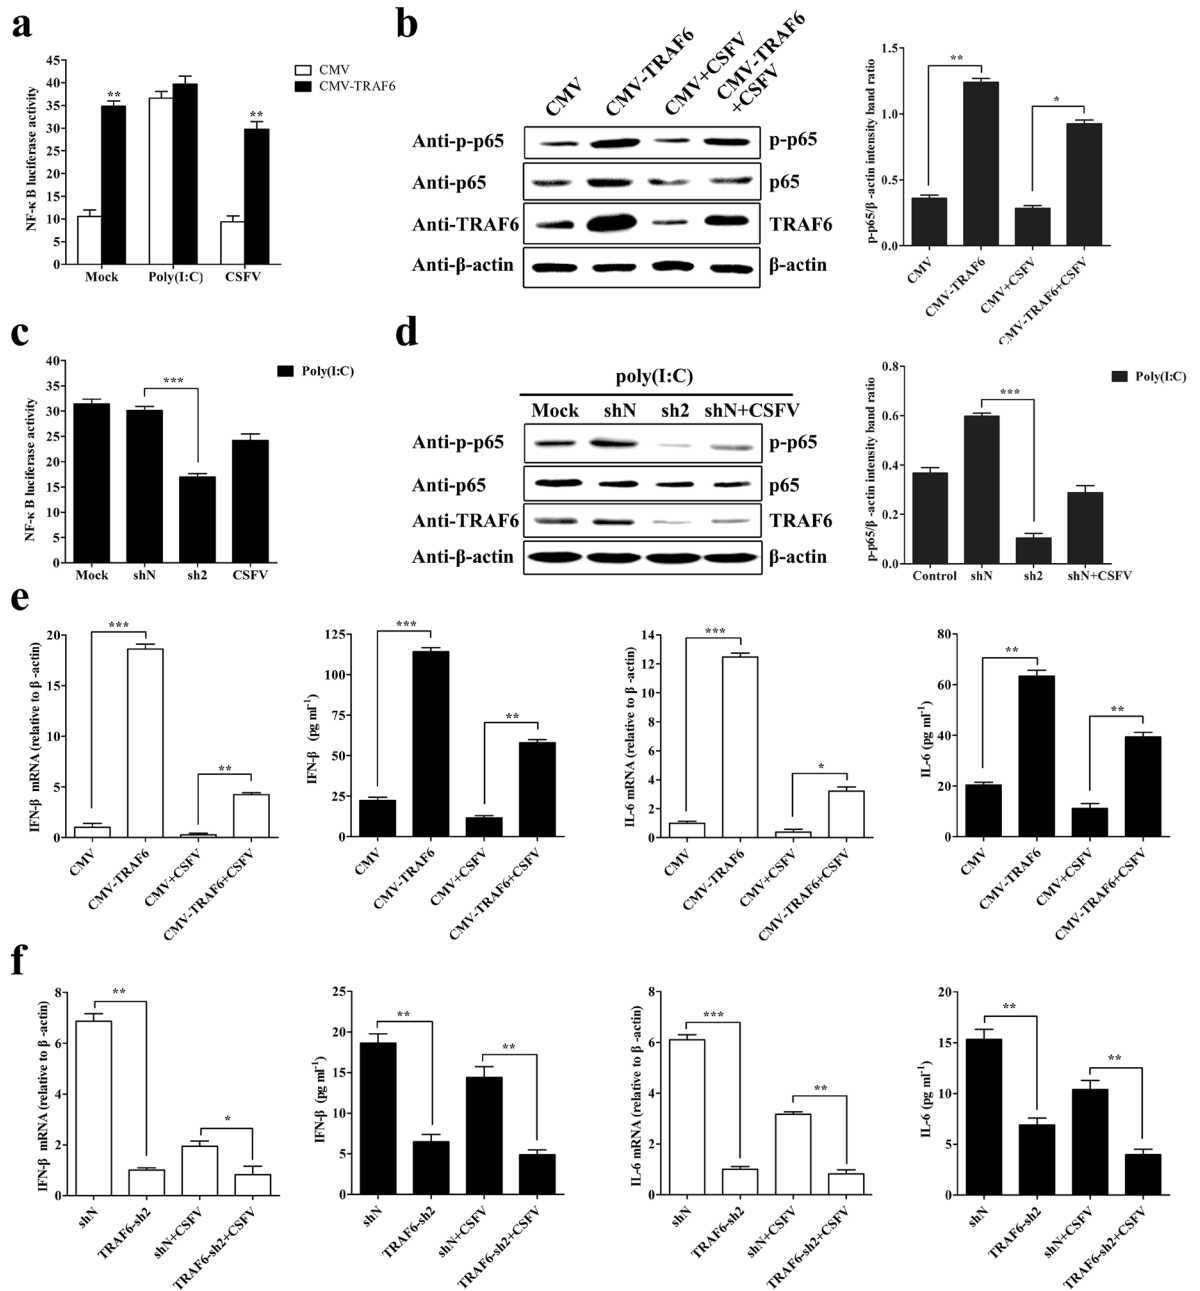 a
NF-κ B luciferase activity
45
40
35
30
25
20
15
10
5
0
**
**
Mock Poly(I:C) CSFV
CMV
CMV-TRAF6
b
CMV
CMV-TRAF6
CMV+CSFV
CMV-TRAF6
+CSFV
Anti-p-p65 p-p65
Anti-p65 p65
Anti-TRAF6 TRAF6
Anti-β-actin β-actin
p-p65/β -actin intensity band ratio
1.5
1.0
0.5
0.0
**
*
CMV
CMV-TRAF6
CMV+CSFV
CMV-TRAF6+CSFV
c
NF-κ B luciferase activity
40
35
30
25
20
15
10
5
0
***
Mock shN sh2 CSFV
Poly(I:C)
d
poly(I:C)
Mock shN sh2 shN+CSFV
Anti-p-p65 p-p65
Anti-p65 p65
Anti-TRAF6 TRAF6
Anti-β-actin β-actin
p-p65/β -actin intensity band ratio
0.8
0.6
0.4
0.2
0.0
***
Control shN sh2 shN+CSFV
Poly(I:C)
e
IFN-β mRNA (relative to β -actin)
20
15
10
5
0
***
**
CMV
CMV-TRAF6
CMV+CSFV
CMV-TRAF6+CSFV
IFN-β (pg ml-1)
125
100
75
50
25
0
***
**
CMV
CMV-TRAF6
CMV+CSFV
CMV-TRAF6+CSFV
IL-6 mRNA (relative to β -actin)
14
12
10
8
6
4
2
0
***
*
CMV
CMV-TRAF6
CMV+CSFV
CMV-TRAF6+CSFV
IL-6 (pg ml-1)
80
60
40
20
0
**
**
CMV
CMV-TRAF6
CMV+CSFV
CMV-TRAF6+CSFV
f
IFN-β mRNA (relative to β -actin)
8
6
4
2
0
**
*
shN
TRAF6-sh2
shN+CSFV
TRAF6-sh2+CSFV
IFN-β (pg ml-1)
25
20
15
10
5
0
**
**
shN
TRAF6-sh2
shN+CSFV
TRAF6-sh2+CSFV
IL-6 mRNA (relative to β -actin)
8
6
4
2
0
***
**
shN
TRAF6-sh2
shN+CSFV
TRAF6-sh2+CSFV
IL-6 (pg ml-1)
20
15
10
5
0
**
**
shN
TRAF6-sh2
shN+CSFV
TRAF6-sh2+CSFV